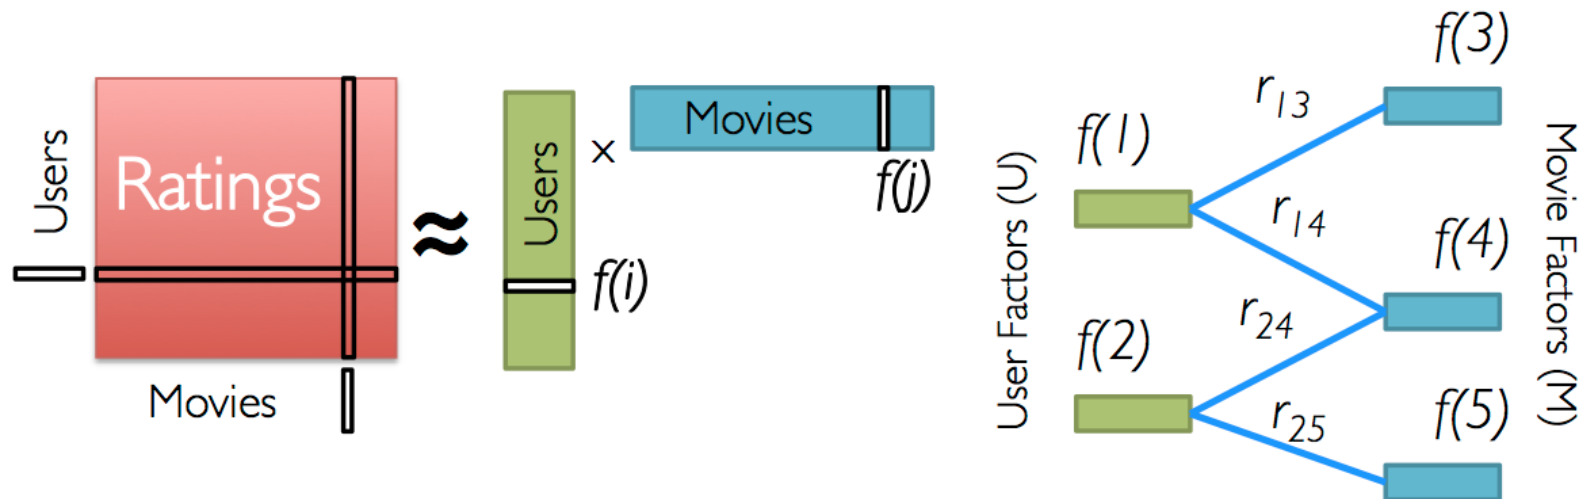 Users
Ratings
Movies
≈
Users
f(i)
x
Movies
f(j)
User Factors (U)
f(1)
f(2)
r13
r14
r24
r25
f(3)
f(4)
f(5)
Movie Factors (M)